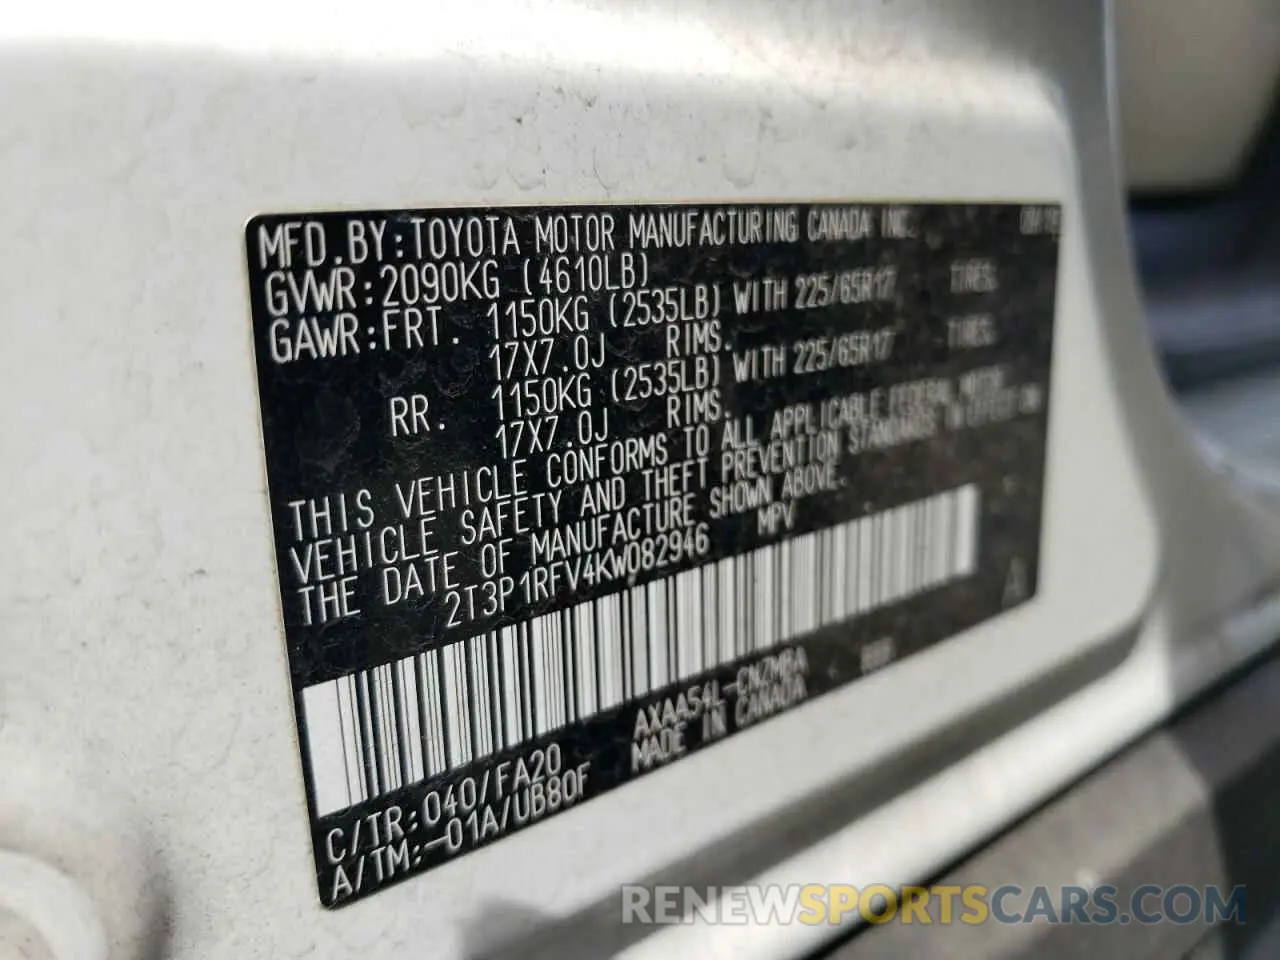 MFD.BY:TOYOTA MOTOR MANUFACTURING CANADA INC.
GVWR:2090KG (4610LB)
GAWR:FRT. 1150KG (2535LB) WITH 225/65R17 TIRES.
17X7.0J RIMS.
RR. 1150KG (2535LB) WITH 225/65R17 TIRES.
17X7.0J RIMS.
THIS VEHICLE CONFORMS TO ALL APPLICABLE FEDERAL MOTOR
VEHICLE SAFETY AND THEFT PREVENTION STANDARDS IN EFFECT ON
THE DATE OF MANUFACTURE SHOWN ABOVE.
2T3P1RFV4KW082946 MPV
A
C/TR:040/FA20 AXAA54L-CNZMBA
A/TM:-01A/UB80F MADE IN CANADA
RENEWSPORTSCARS.COM